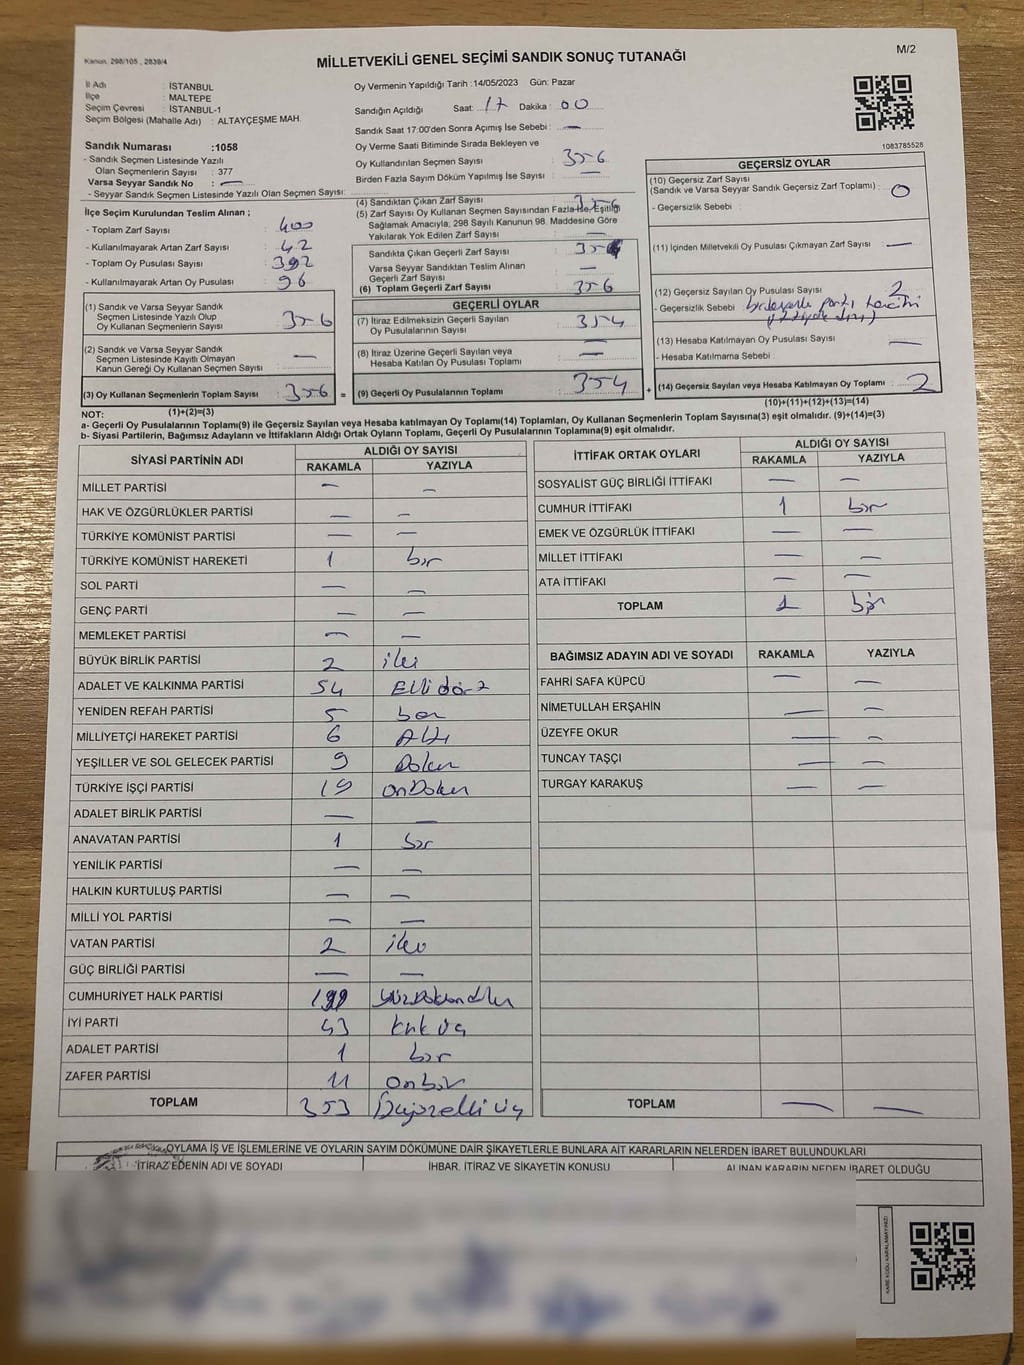 Kanun. 298/105 , 2839/4
MİLLETVEKİLİ GENEL SEÇİMİ SANDIK SONUÇ TUTANAĞI
M/2
İl Adı : İSTANBUL
İlçe : MALTEPE
Seçim Çevresi : İSTANBUL-1
Seçim Bölgesi (Mahalle Adı) : ALTAYÇEŞME MAH.
Sandık Numarası :1058
- Sandık Seçmen Listesinde Yazılı
Olan Seçmenlerin Sayısı : 377
Varsa Seyyar Sandık No : —
- Seyyar Sandık Seçmen Listesinde Yazılı Olan Seçmen Sayısı:
Oy Vermenin Yapıldığı Tarih :14/05/2023 Gün: Pazar
Sandığın Açıldığı Saat: 17 Dakika : 00
Sandık Saat 17:00'den Sonra Açılmış İse Sebebi : —
Oy Verme Saati Bitiminde Sırada Bekleyen ve
Oy Kullandırılan Seçmen Sayısı : 356
Birden Fazla Sayım Döküm Yapılmış İse Sayısı : —
1083785528
İlçe Seçim Kurulundan Teslim Alınan ;
- Toplam Zarf Sayısı : 400
- Kullanılmayarak Artan Zarf Sayısı : 42
- Toplam Oy Pusulası Sayısı : 392
- Kullanılmayarak Artan Oy Pusulası : 96
(1) Sandık ve Varsa Seyyar Sandık
Seçmen Listesinde Yazılı Olup
Oy Kullanan Seçmenlerin Sayısı : 356
(2) Sandık ve Varsa Seyyar Sandık
Seçmen Listesinde Kayıtlı Olmayan
Kanun Gereği Oy Kullanan Seçmen Sayısı : —
(3) Oy Kullanan Seçmenlerin Toplam Sayısı : 356 =
(1)+(2)=(3)
(4) Sandıktan Çıkan Zarf Sayısı : 356
(5) Zarf Sayısı Oy Kullanan Seçmen Sayısından Fazla İse, Eşitliği
Sağlamak Amacıyla, 298 Sayılı Kanunun 98. Maddesine Göre
Yakılarak Yok Edilen Zarf Sayısı : —
Sandıkta Çıkan Geçerli Zarf Sayısı : 356
Varsa Seyyar Sandıktan Teslim Alınan
Geçerli Zarf Sayısı : —
(6) Toplam Geçerli Zarf Sayısı : 356
GEÇERLİ OYLAR
(7) İtiraz Edilmeksizin Geçerli Sayılan
Oy Pusulalarının Sayısı : 354
(8) İtiraz Üzerine Geçerli Sayılan veya
Hesaba Katılan Oy Pusulası Toplamı : —
(9) Geçerli Oy Pusulalarının Toplamı : 354 +
GEÇERSİZ OYLAR
(10) Geçersiz Zarf Sayısı
(Sandık ve Varsa Seyyar Sandık Geçersiz Zarf Toplamı) : 0
- Geçersizlik Sebebi :
(11) İçinden Milletvekili Oy Pusulası Çıkmayan Zarf Sayısı : —
(12) Geçersiz Sayılan Oy Pusulası Sayısı : 2
- Geçersizlik Sebebi : parti tercihi
(13) Hesaba Katılmayan Oy Pusulası Sayısı : —
- Hesaba Katılmama Sebebi :
(14) Geçersiz Sayılan veya Hesaba Katılmayan Oy Toplamı : 2
(10)+(11)+(12)+(13)=(14)
NOT:
a- Geçerli Oy Pusulalarının Toplamı(9) ile Geçersiz Sayılan veya Hesaba katılmayan Oy Toplamı(14) Toplamları, Oy Kullanan Seçmenlerin Toplam Sayısına(3) eşit olmalıdır. (9)+(14)=(3)
b- Siyasi Partilerin, Bağımsız Adayların ve İttifakların Aldığı Ortak Oyların Toplamı, Geçerli Oy Pusulalarının Toplamına(9) eşit olmalıdır.
SİYASİ PARTİNİN ADI ALDIĞI OY SAYISI
RAKAMLA YAZIYLA
MİLLET PARTİSİ — —
HAK VE ÖZGÜRLÜKLER PARTİSİ — —
TÜRKİYE KOMÜNİST PARTİSİ — —
TÜRKİYE KOMÜNİST HAREKETİ 1 bir
SOL PARTİ — —
GENÇ PARTİ — —
MEMLEKET PARTİSİ — —
BÜYÜK BİRLİK PARTİSİ 2 iki
ADALET VE KALKINMA PARTİSİ 54 Elli dört
YENİDEN REFAH PARTİSİ 5 beş
MİLLİYETÇİ HAREKET PARTİSİ 6 Altı
YEŞİLLER VE SOL GELECEK PARTİSİ 9 Dokuz
TÜRKİYE İŞÇİ PARTİSİ 19 onDokuz
ADALET BİRLİK PARTİSİ — —
ANAVATAN PARTİSİ 1 bir
YENİLİK PARTİSİ — —
HALKIN KURTULUŞ PARTİSİ — —
MİLLİ YOL PARTİSİ — —
VATAN PARTİSİ 2 iki
GÜÇ BİRLİĞİ PARTİSİ — —
CUMHURİYET HALK PARTİSİ 199 yüzDoksanDokuz
İYİ PARTİ 43 kırk üç
ADALET PARTİSİ 1 bir
ZAFER PARTİSİ 11 Onbir
TOPLAM 353 Üçyüzelli üç
İTTİFAK ORTAK OYLARI ALDIĞI OY SAYISI
RAKAMLA YAZIYLA
SOSYALİST GÜÇ BİRLİĞİ İTTİFAKI — —
CUMHUR İTTİFAKI 1 bir
EMEK VE ÖZGÜRLÜK İTTİFAKI — —
MİLLET İTTİFAKI — —
ATA İTTİFAKI — —
TOPLAM 1 bir
BAĞIMSIZ ADAYIN ADI VE SOYADI RAKAMLA YAZIYLA
FAHRİ SAFA KÜPCÜ — —
NİMETULLAH ERŞAHİN — —
ÜZEYFE OKUR — —
TUNCAY TAŞÇI — —
TURGAY KARAKUŞ — —
TOPLAM — —
OYLAMA İŞ VE İŞLEMLERİNE VE OYLARIN SAYIM DÖKÜMÜNE DAİR ŞİKAYETLERLE BUNLARA AİT KARARLARIN NELERDEN İBARET BULUNDUKLARI
İTİRAZ EDENİN ADI VE SOYADI İHBAR, İTİRAZ VE ŞİKAYETİN KONUSU ALINAN KARARIN NEDEN İBARET OLDUĞU
KARE KODU KARALAMAYINIZ!